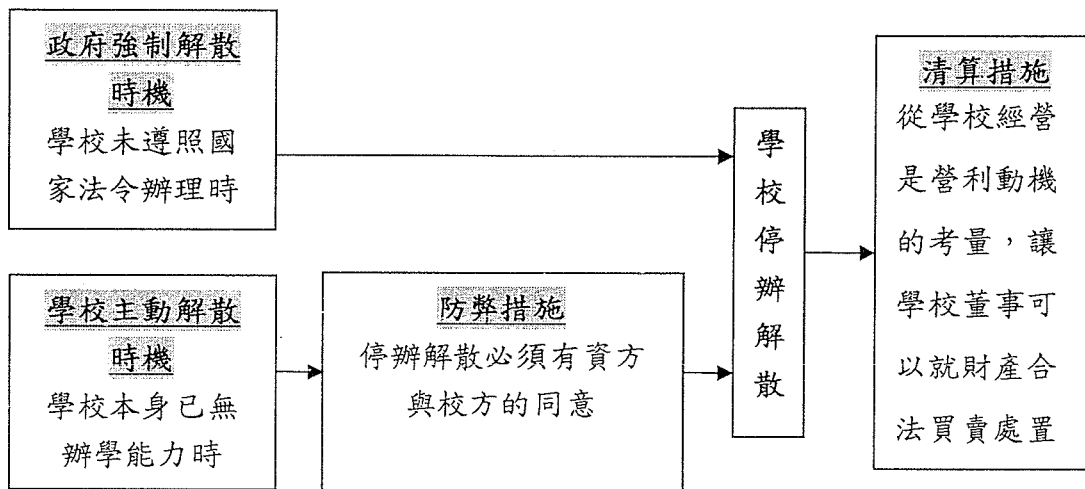 政府強制解散
時機
學校未遵照國
家法令辦理時
學校主動解散
時機
學校本身已無
辦學能力時
防弊措施
停辦解散必須有資方
與校方的同意
學校停辦解散
清算措施
從學校經營
是營利動機
的考量，讓
學校董事可
以就財產合
法買賣處置